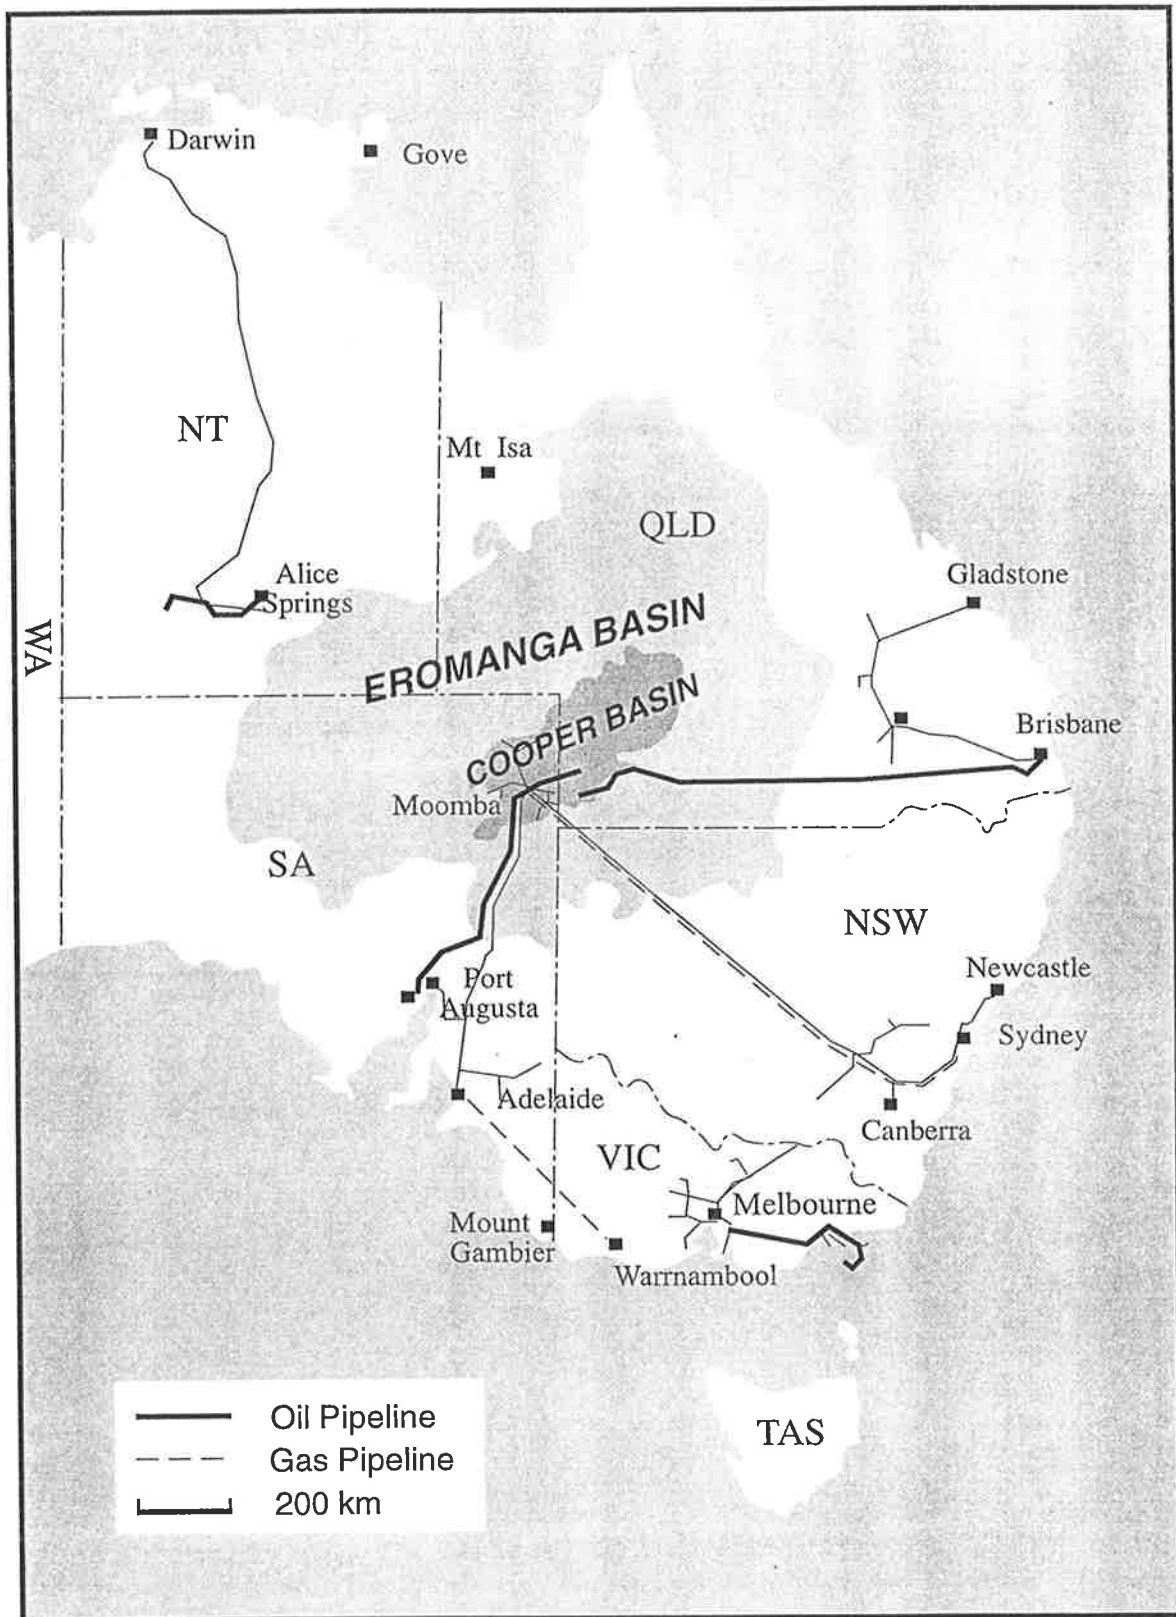 Darwin
Gove
NT
Mt Isa
QLD
Alice
Springs
Gladstone
WA
EROMANGA BASIN
COOPER BASIN
Brisbane
Moomba
SA
NSW
Port
Augusta
Newcastle
Sydney
Adelaide
Canberra
VIC
Melbourne
Mount
Gambier
Warrnambool
TAS
Oil Pipeline
Gas Pipeline
200 km